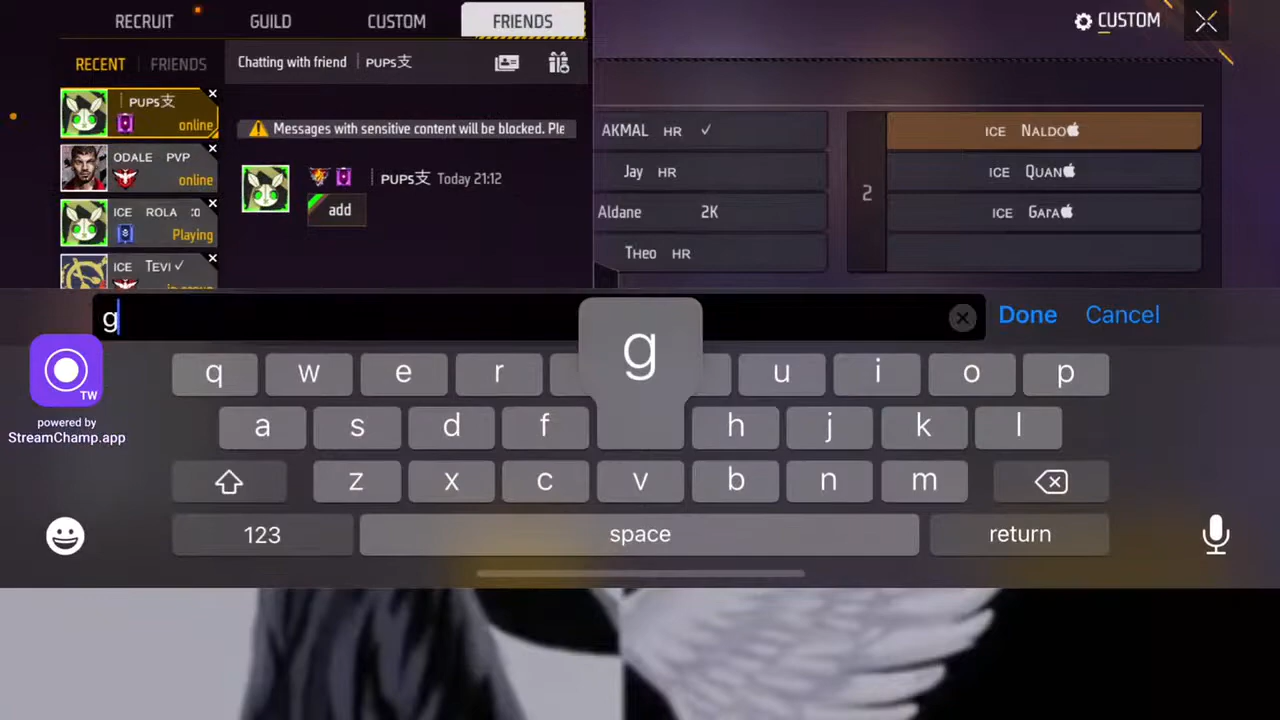 RECRUIT GUILD CUSTOM FRIENDS
CUSTOM
RECENT FRIENDS
Chatting with friend PUPS支
PUPS支
online
Messages with sensitive content will be blocked. Ple
ODALE PVP
online
PUPS支 Today 21:12
add
ICE ROLA :0
Playing
ICE TEVI ✓
AKMAL HR ✓
Jay HR
Aldane 2K
Theo HR
2
ICE NALDO
ICE QUAN
ICE Gara
g
Done Cancel
g
TW
powered by
StreamChamp.app
q w e r u i o p
a s d f h j k l
z x c v b n m
123 space return